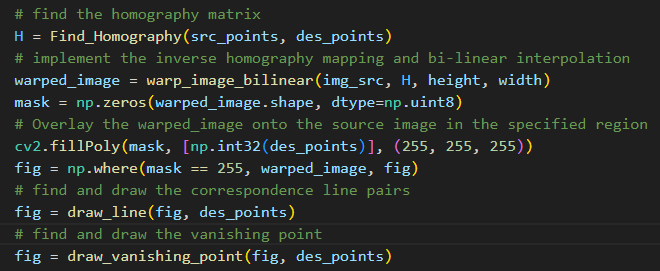 # find the homography matrix
H = Find_Homography(src_points, des_points)
# implement the inverse homography mapping and bi-linear interpolation
warped_image = warp_image_bilinear(img_src, H, height, width)
mask = np.zeros(warped_image.shape, dtype=np.uint8)
# Overlay the warped_image onto the source image in the specified region
cv2.fillPoly(mask, [np.int32(des_points)], (255, 255, 255))
fig = np.where(mask == 255, warped_image, fig)
# find and draw the correspondence line pairs
fig = draw_line(fig, des_points)
# find and draw the vanishing point
fig = draw_vanishing_point(fig, des_points)